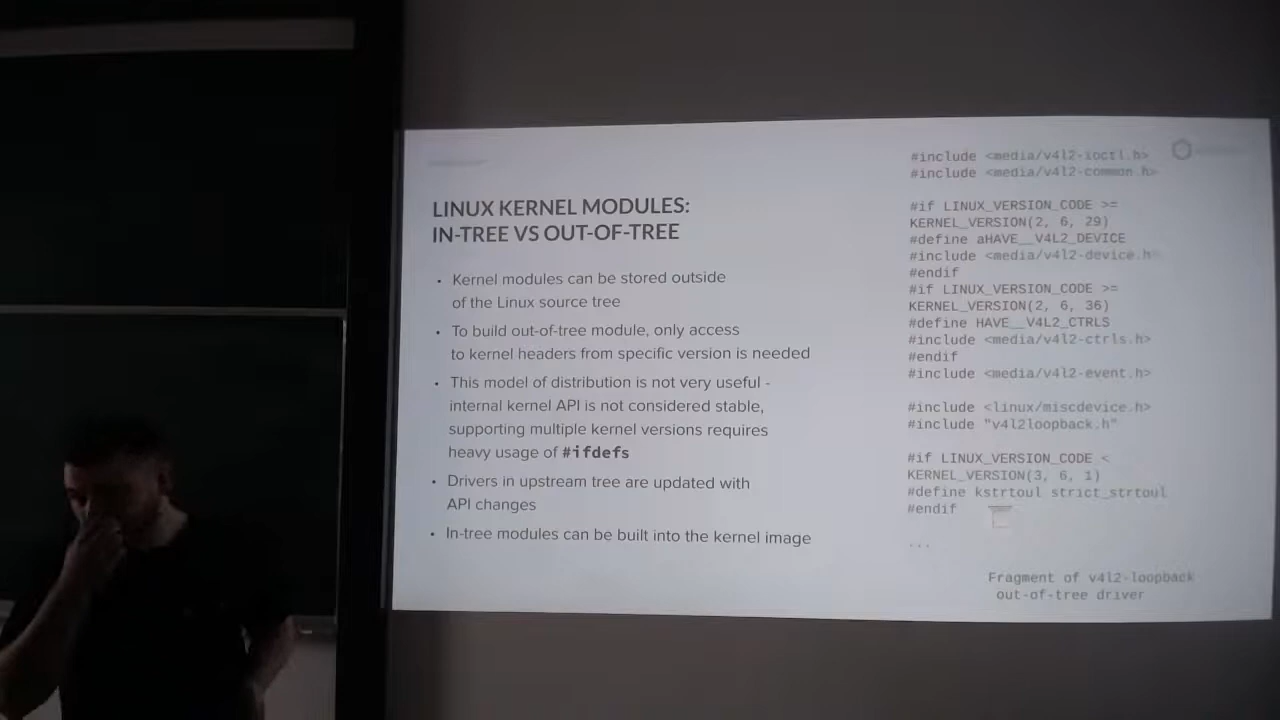 LINUX KERNEL MODULES:
IN-TREE VS OUT-OF-TREE
• Kernel modules can be stored outside
of the Linux source tree
• To build out-of-tree module, only access
to kernel headers from specific version is needed
• This model of distribution is not very useful -
internal kernel API is not considered stable,
supporting multiple kernel versions requires
heavy usage of #ifdefs
• Drivers in upstream tree are updated with
API changes
• In-tree modules can be built into the kernel image
#include <media/v4l2-ioctl.h>
#include <media/v4l2-common.h>
#if LINUX_VERSION_CODE >=
KERNEL_VERSION(2, 6, 29)
#define aHAVE__V4L2_DEVICE
#include <media/v4l2-device.h>
#endif
#if LINUX_VERSION_CODE >=
KERNEL_VERSION(2, 6, 36)
#define HAVE__V4L2_CTRLS
#include <media/v4l2-ctrls.h>
#endif
#include <media/v4l2-event.h>
#include <linux/miscdevice.h>
#include "v4l2loopback.h"
#if LINUX_VERSION_CODE <
KERNEL_VERSION(3, 6, 1)
#define kstrtoul strict_strtoul
#endif
...
Fragment of v4l2-loopback
out-of-tree driver